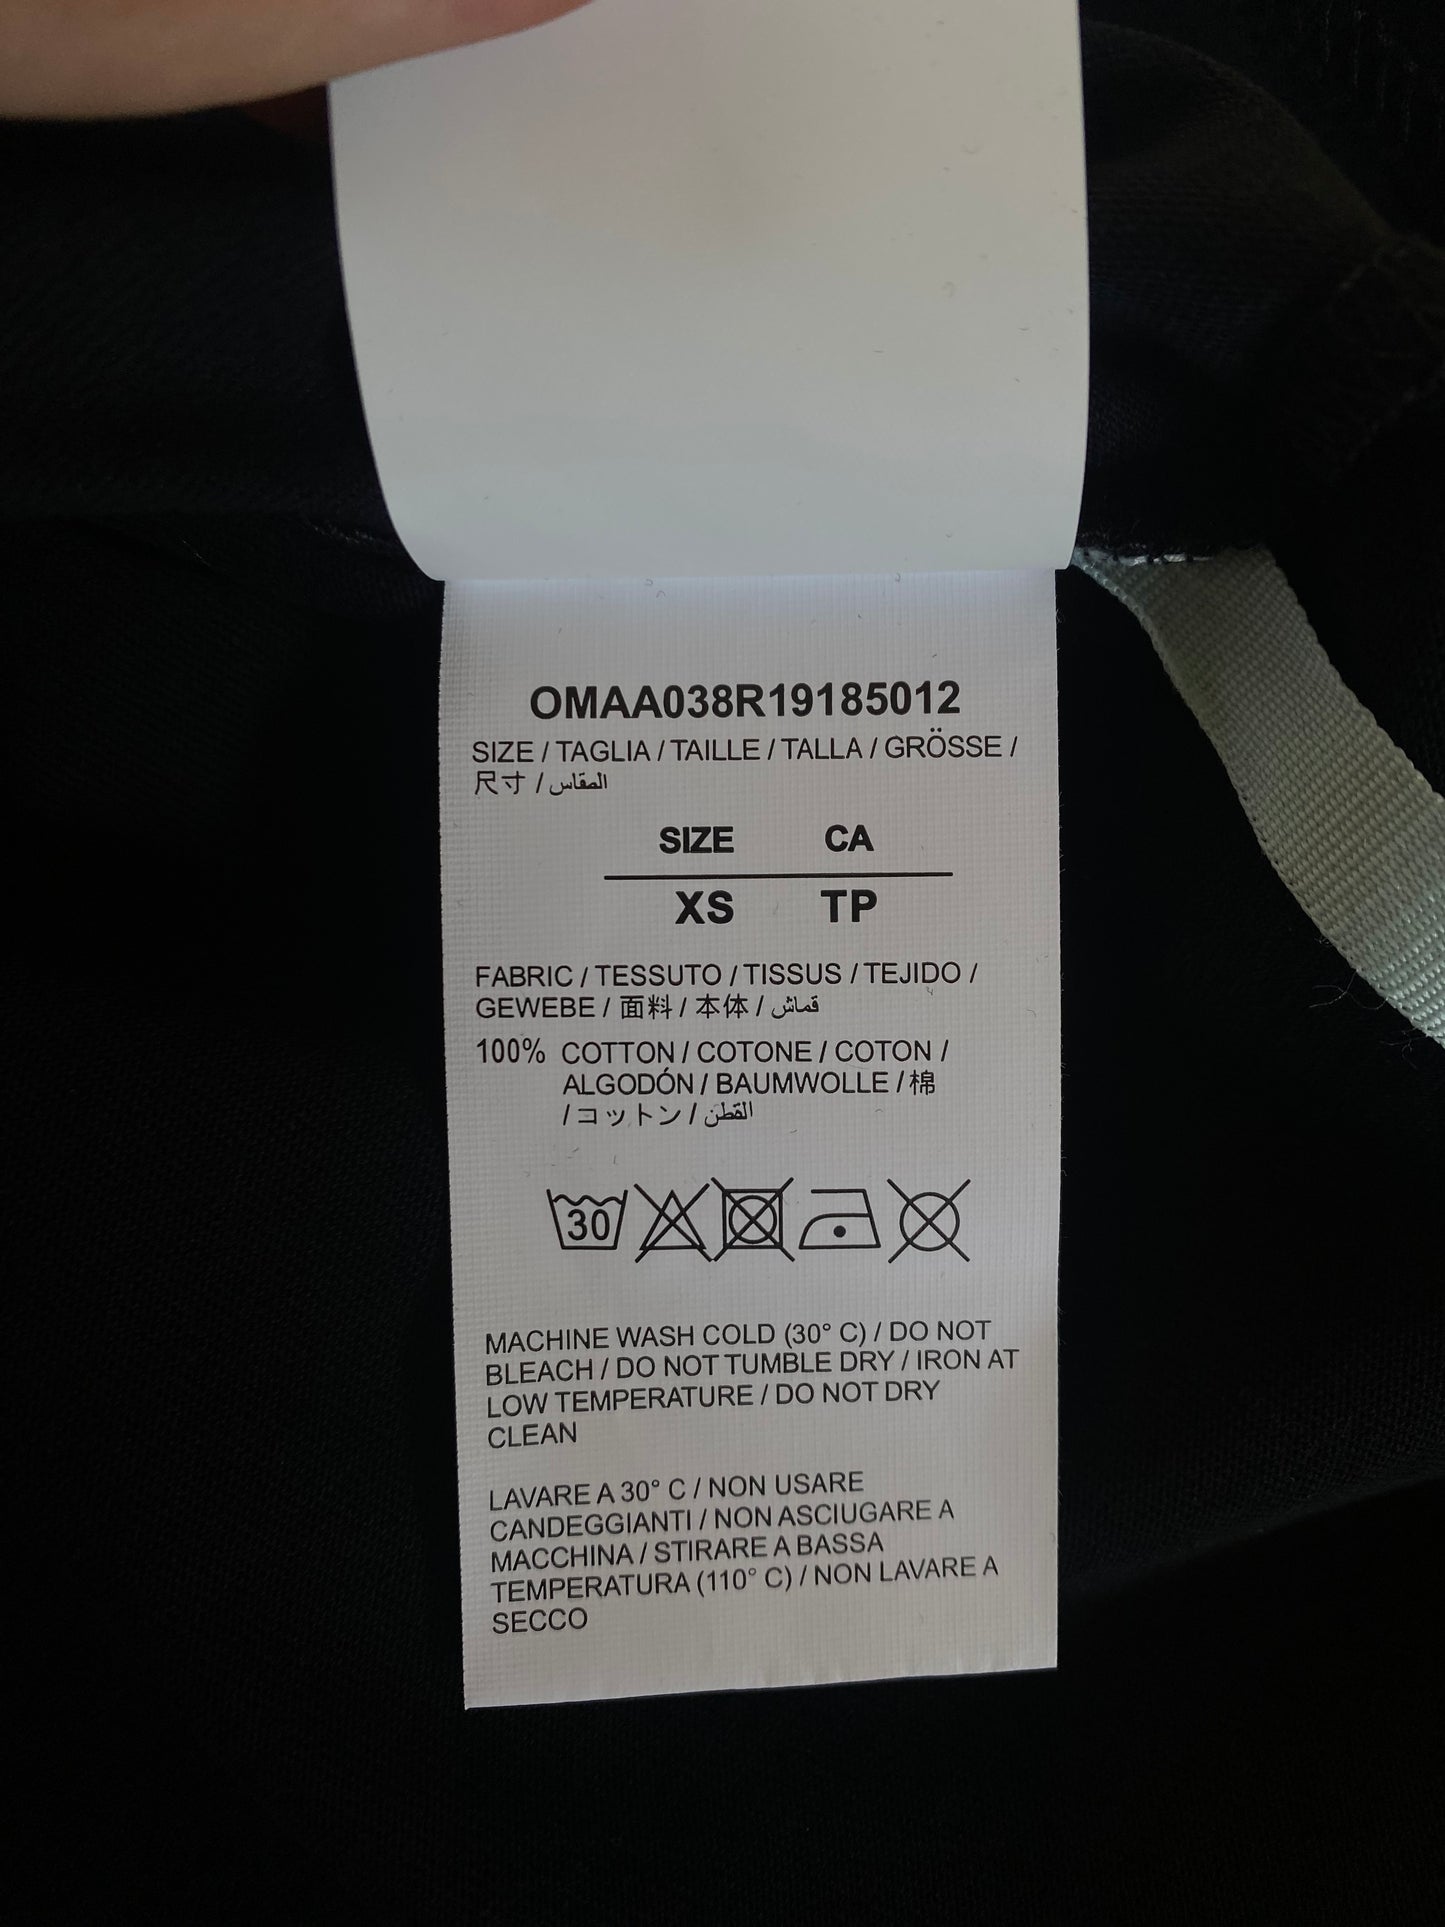 OMAA038R19185012
SIZE / TAGLIA / TAILLE / TALLA / GRÖSSE /
尺寸 / المقاس
SIZE CA
XS TP
FABRIC / TESSUTO / TISSUS / TEJIDO /
GEWEBE / 面料 / 本体 / قماش
100% COTTON / COTONE / COTON /
ALGODÓN / BAUMWOLLE / 棉
/ コットン / القطن
30
MACHINE WASH COLD (30° C) / DO NOT
BLEACH / DO NOT TUMBLE DRY / IRON AT
LOW TEMPERATURE / DO NOT DRY
CLEAN
LAVARE A 30° C / NON USARE
CANDEGGIANTI / NON ASCIUGARE A
MACCHINA / STIRARE A BASSA
TEMPERATURA (110° C) / NON LAVARE A
SECCO